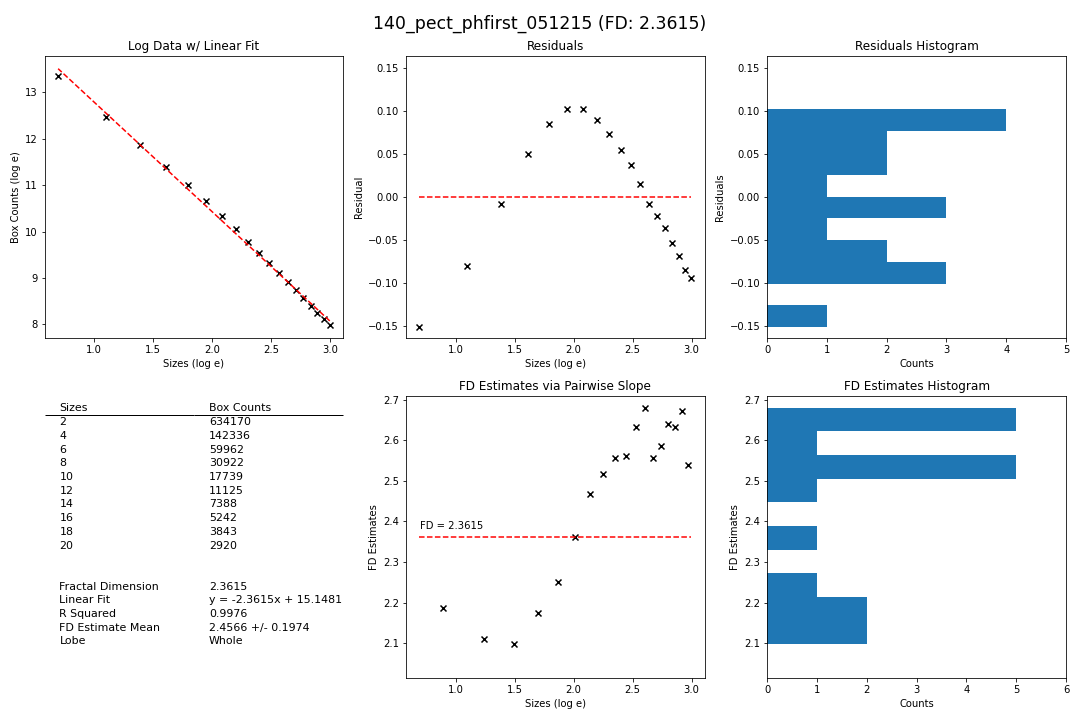 140_pect_phfirst_051215 (FD: 2.3615)
Log Data w/ Linear Fit
Box Counts (log e)
13
12
11
10
9
8
1.0 1.5 2.0 2.5 3.0
Sizes (log e)
Residuals
Residual
0.15
0.10
0.05
0.00
−0.05
−0.10
−0.15
1.0 1.5 2.0 2.5 3.0
Sizes (log e)
Residuals Histogram
Residuals
0.15
0.10
0.05
0.00
−0.05
−0.10
−0.15
0 1 2 3 4 5
Counts
Sizes Box Counts
2 634170
4 142336
6 59962
8 30922
10 17739
12 11125
14 7388
16 5242
18 3843
20 2920
Fractal Dimension 2.3615
Linear Fit y = -2.3615x + 15.1481
R Squared 0.9976
FD Estimate Mean 2.4566 +/- 0.1974
Lobe Whole
FD Estimates via Pairwise Slope
FD Estimates
2.7
2.6
2.5
2.4
2.3
2.2
2.1
FD = 2.3615
1.0 1.5 2.0 2.5 3.0
Sizes (log e)
FD Estimates Histogram
FD Estimates
2.7
2.6
2.5
2.4
2.3
2.2
2.1
0 1 2 3 4 5 6
Counts